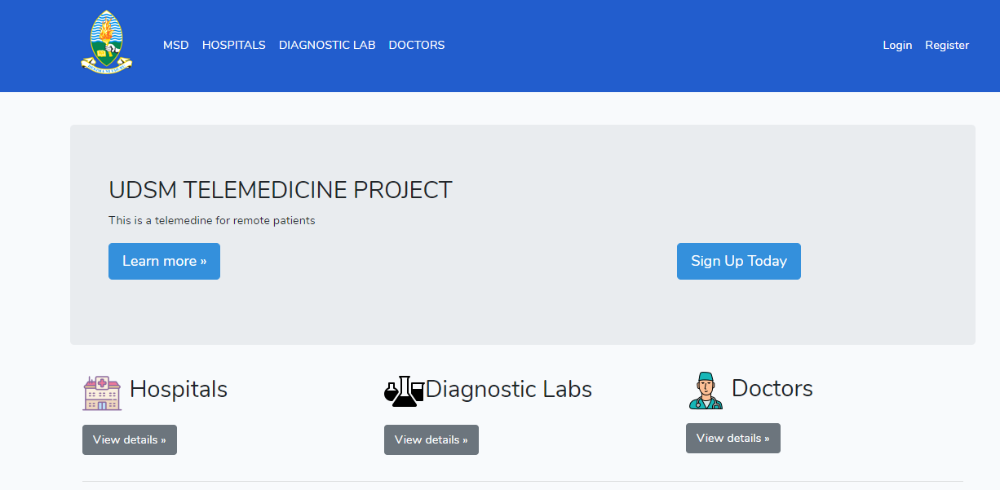 MSD HOSPITALS DIAGNOSTIC LAB DOCTORS Login Register
UDSM TELEMEDICINE PROJECT
This is a telemedine for remote patients
Learn more » Sign Up Today
Hospitals Diagnostic Labs Doctors
View details » View details » View details »